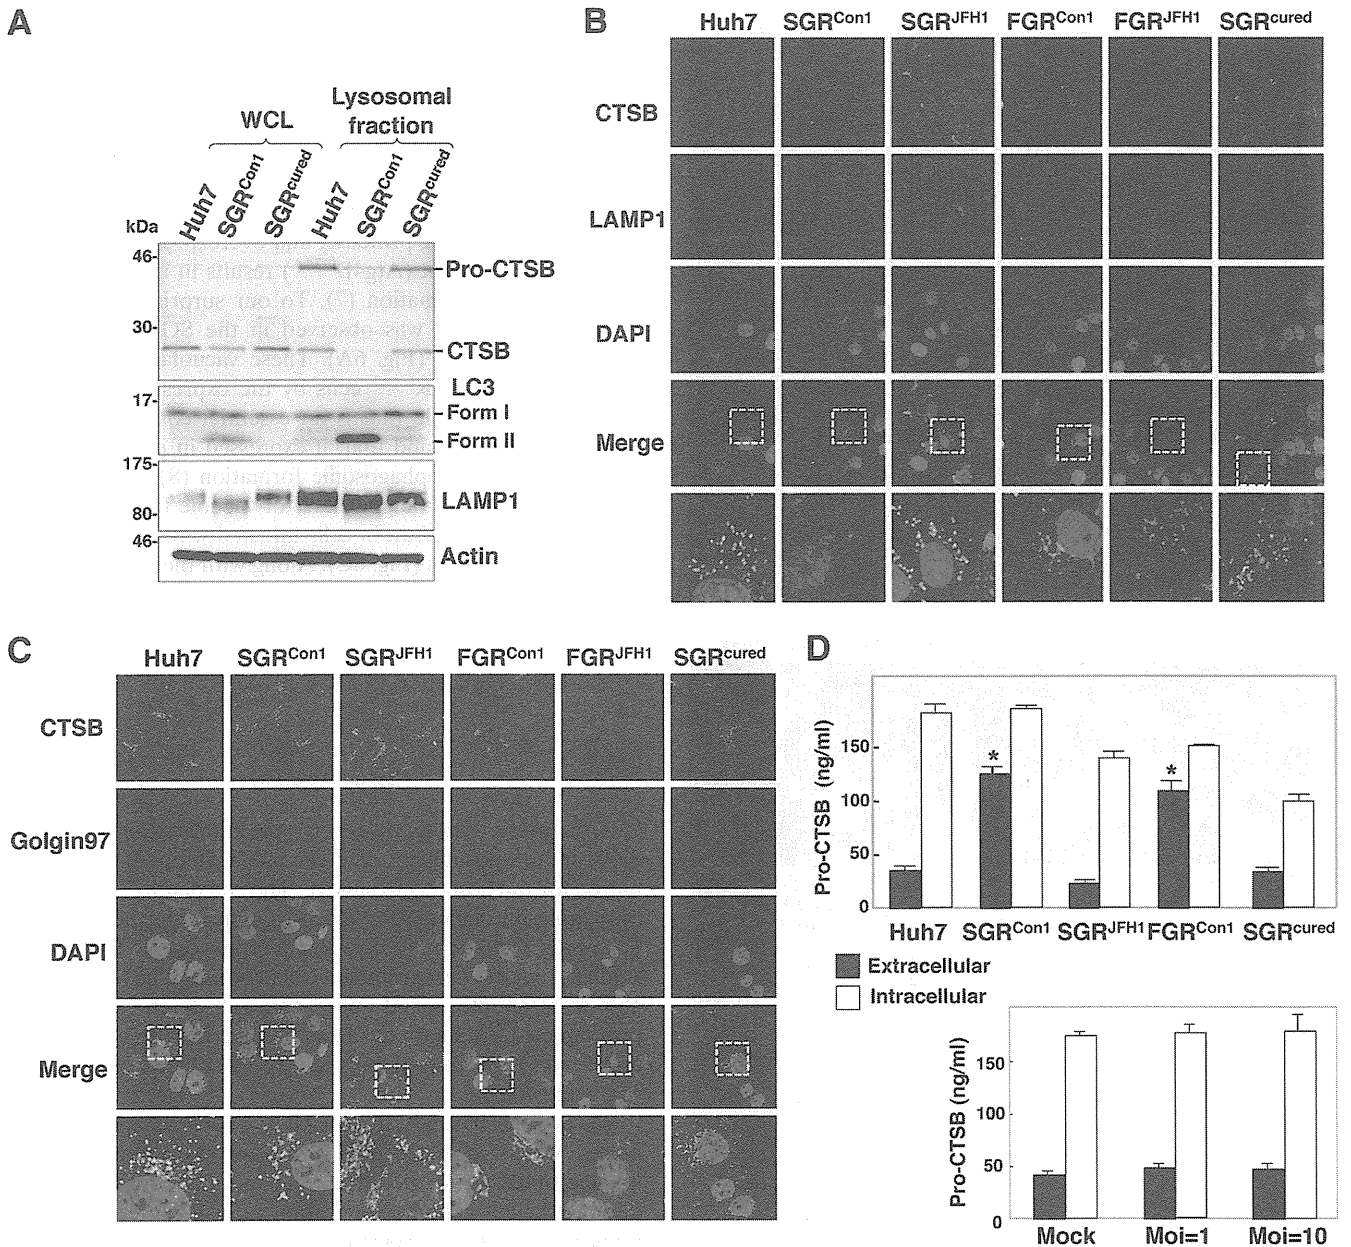 A
WCL
Lysosomal
fraction
Huh7
SGRCon1
SGRcured
Huh7
SGRCon1
SGRcured
kDa
46-
Pro-CTSB
30-
CTSB
LC3
17-
Form I
Form II
175-
LAMP1
80-
46-
Actin
B
Huh7 SGRCon1 SGRJFH1 FGRCon1 FGRJFH1 SGRcured
CTSB
LAMP1
DAPI
Merge
C
Huh7 SGRCon1 SGRJFH1 FGRCon1 FGRJFH1 SGRcured
CTSB
Golgin97
DAPI
Merge
D
Pro-CTSB (ng/ml)
150
100
50
0
*
*
Huh7 SGRCon1 SGRJFH1 FGRCon1 SGRcured
Extracellular
Intracellular
Pro-CTSB (ng/ml)
150
100
50
0
Mock Moi=1 Moi=10